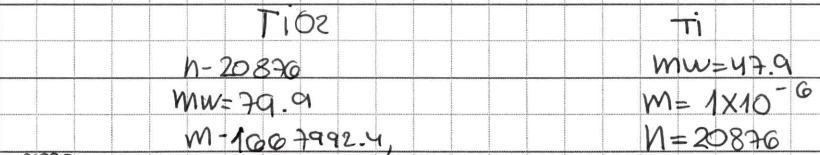 TiO2
n-20876
mw=79.9
m-1667992.4,
Ti
mw=47.9
m= 1x10⁻⁶
n=20876